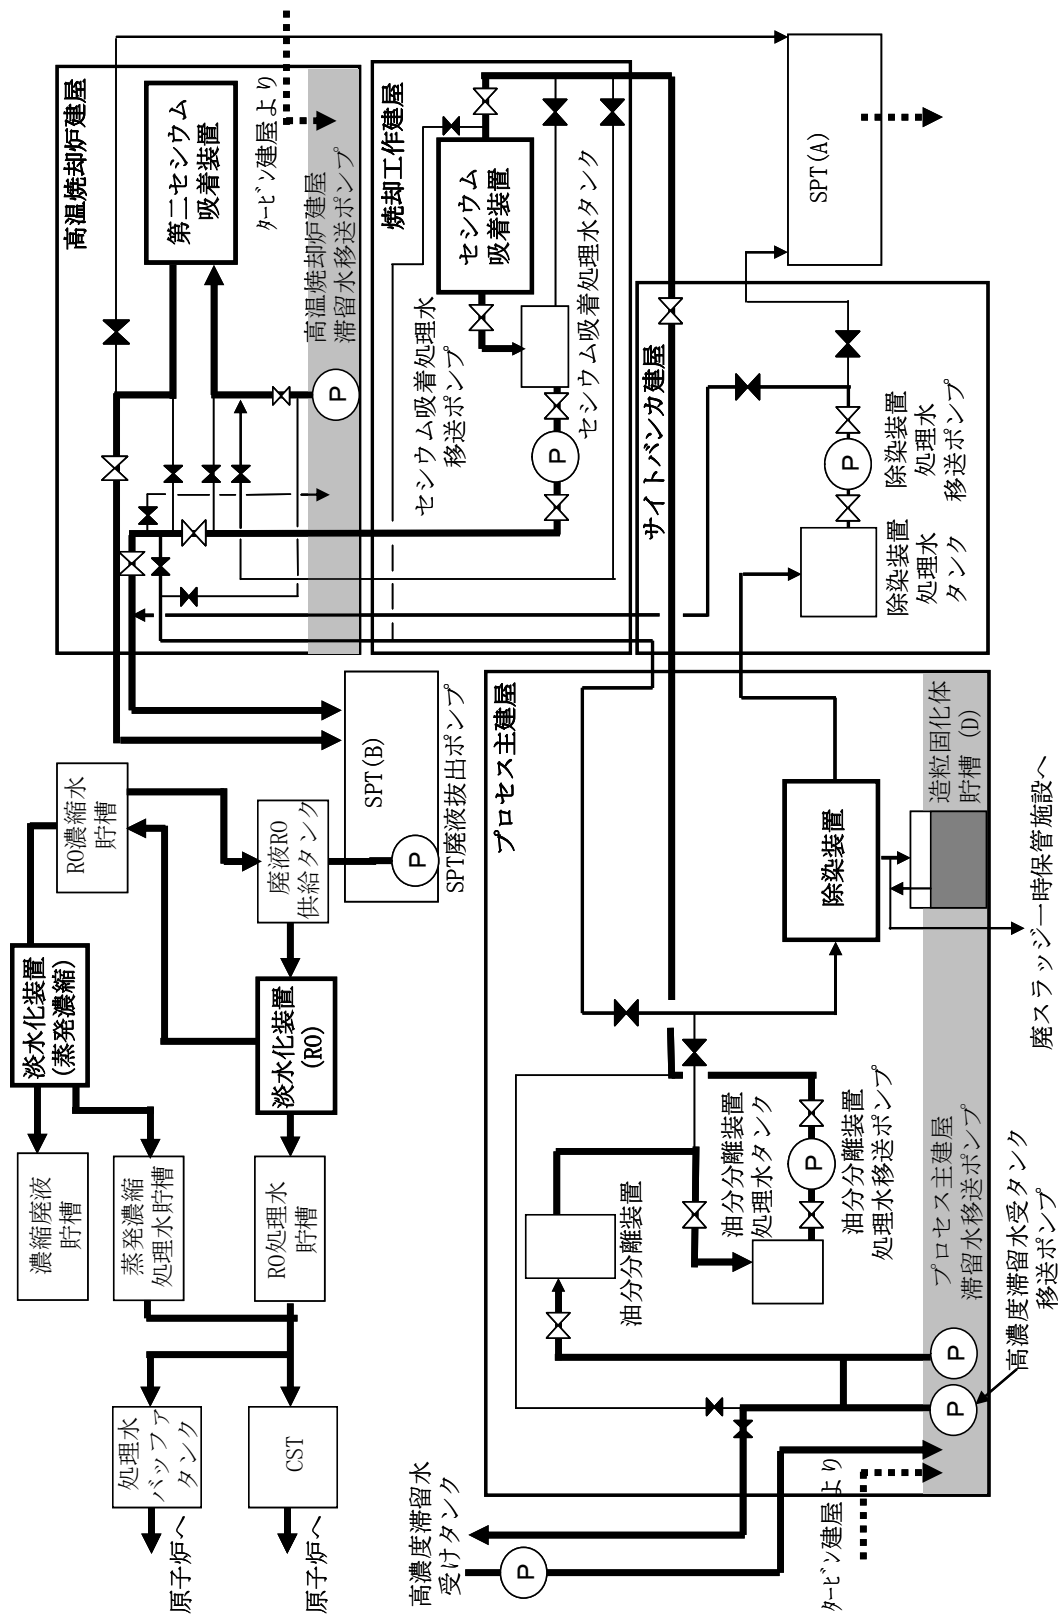 原子炉へ
処理水
バッファ
タンク
濃縮廃液
貯槽
淡水化装置
(蒸発濃縮)
RO濃縮水
貯槽
蒸発濃縮
処理水貯槽
原子炉へ
CST
RO処理水
貯槽
淡水化装置
(RO)
廃液RO
供給タンク
SPT(B)
P
SPT廃液抜出ポンプ
高温焼却炉建屋
第二セシウム
吸着装置
タービン建屋より
高温焼却炉建屋
滞留水移送ポンプ
P
焼却工作建屋
セシウム
吸着装置
セシウム吸着処理水
移送ポンプ
P
セシウム吸着処理水タンク
サイトバンカ建屋
除染装置
処理水
タンク
P
除染装置
処理水
移送ポンプ
SPT(A)
高濃度滞留水
受けタンク
P
プロセス主建屋
油分分離装置
油分分離装置
処理水タンク
P
油分分離装置
処理水移送ポンプ
除染装置
造粒固化体
貯槽(D)
廃スラッジ一時保管施設へ
タービン建屋より
P
P
プロセス主建屋
滞留水移送ポンプ
高濃度滞留水受タンク
移送ポンプ